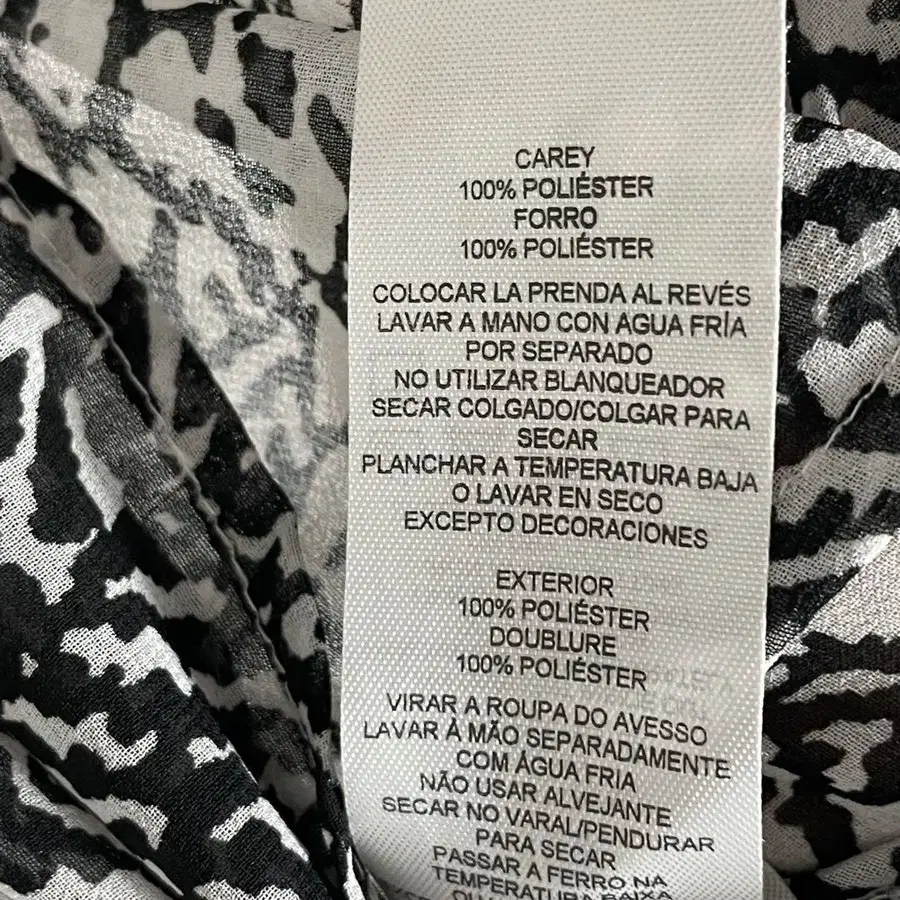 CAREY
100% POLIÉSTER
FORRO
100% POLIÉSTER
COLOCAR LA PRENDA AL REVÉS
LAVAR A MANO CON AGUA FRÍA
POR SEPARADO
NO UTILIZAR BLANQUEADOR
SECAR COLGADO/COLGAR PARA
SECAR
PLANCHAR A TEMPERATURA BAJA
O LAVAR EN SECO
EXCEPTO DECORACIONES
EXTERIOR
100% POLIÉSTER
DOUBLURE
100% POLIÉSTER
VIRAR A ROUPA DO AVESSO
LAVAR À MÃO SEPARADAMENTE
COM ÁGUA FRIA
NÃO USAR ALVEJANTE
SECAR NO VARAL/PENDURAR
PARA SECAR
PASSAR A FERRO NA
TEMPERATURA BAIXA